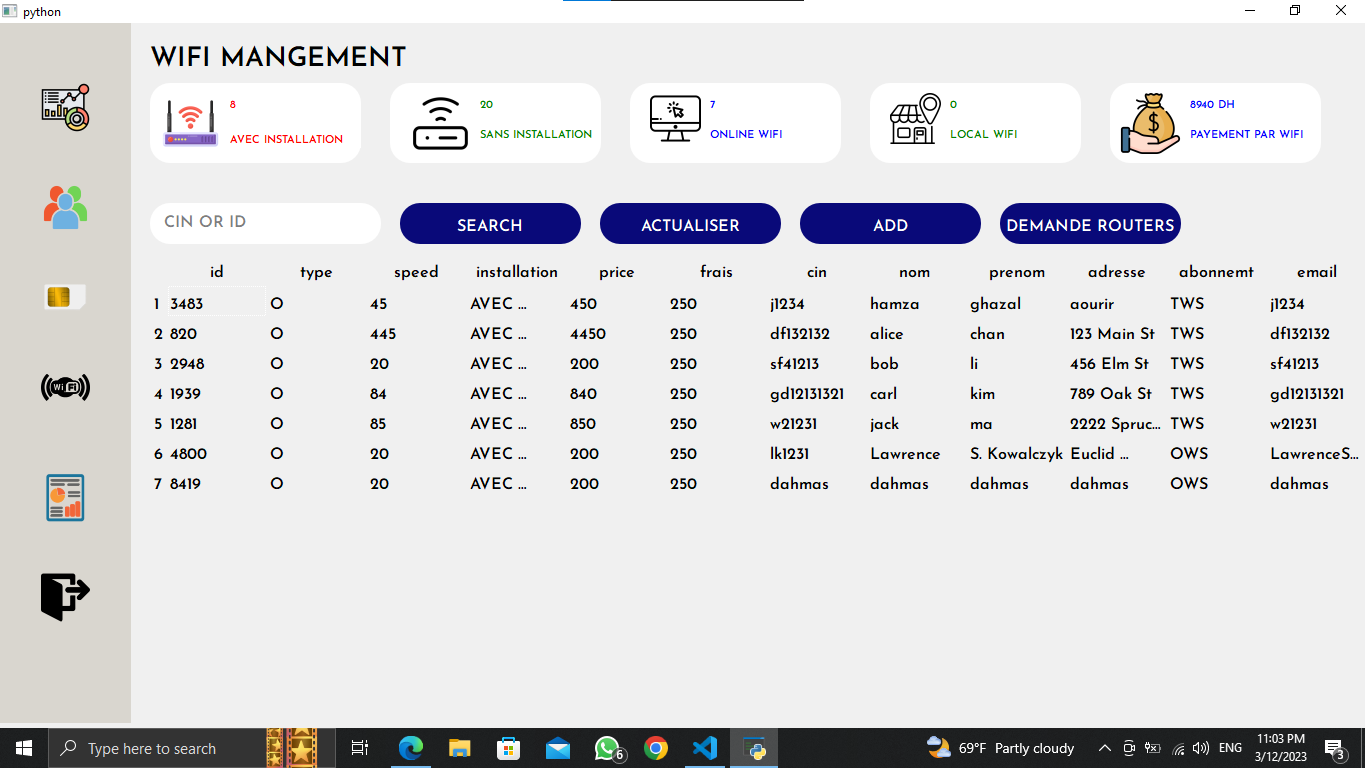 python
WIFI MANGEMENT
8
AVEC INSTALLATION
20
SANS INSTALLATION
7
ONLINE WIFI
0
LOCAL WIFI
8940 DH
PAYEMENT PAR WIFI
CIN OR ID
SEARCH
ACTUALISER
ADD
DEMANDE ROUTERS
id type speed installation price frais cin nom prenom adresse abonnemt email
1 3483 O 45 AVEC ... 450 250 j1234 hamza ghazal aourir TWS j1234
2 820 O 445 AVEC ... 4450 250 df132132 alice chan 123 Main St TWS df132132
3 2948 O 20 AVEC ... 200 250 sf41213 bob li 456 Elm St TWS sf41213
4 1939 O 84 AVEC ... 840 250 gd12131321 carl kim 789 Oak St TWS gd12131321
5 1281 O 85 AVEC ... 850 250 w21231 jack ma 2222 Spruc... TWS w21231
6 4800 O 20 AVEC ... 200 250 lk1231 Lawrence S. Kowalczyk Euclid ... OWS LawrenceS...
7 8419 O 20 AVEC ... 200 250 dahmas dahmas dahmas dahmas OWS dahmas
WiFi
Type here to search
6
69°F Partly cloudy
ENG
11:03 PM
3/12/2023
3